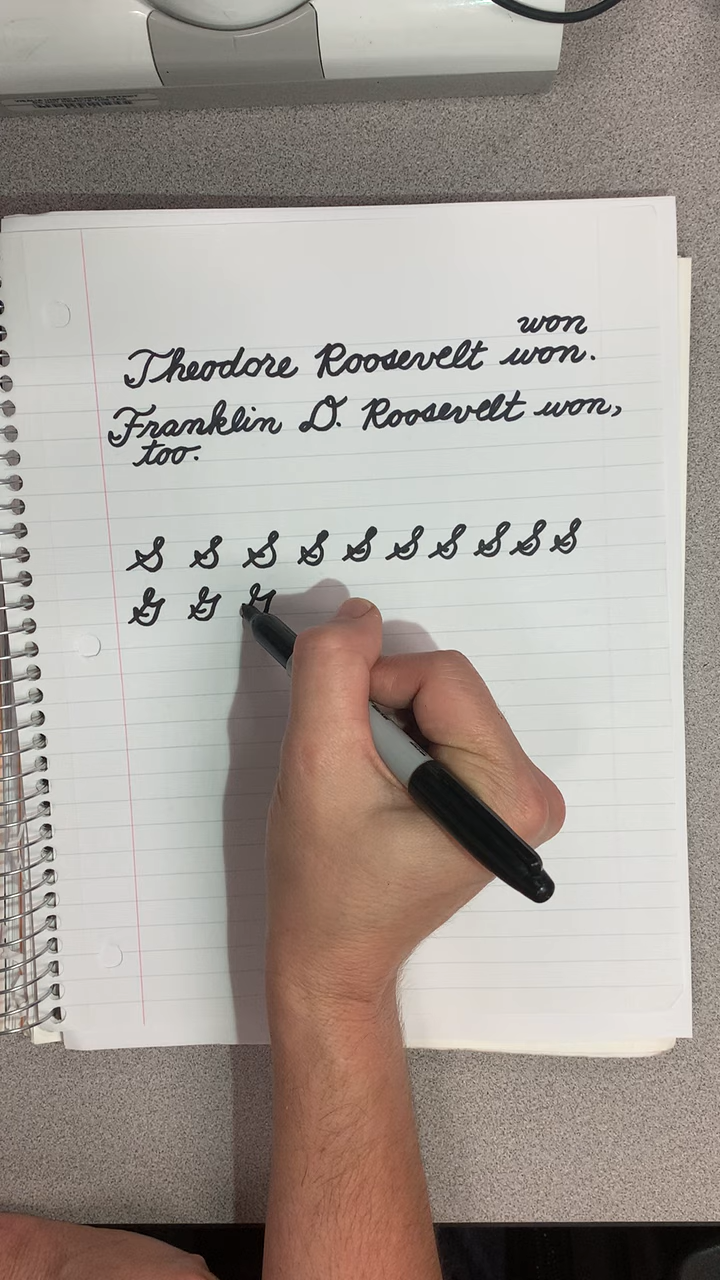 won
Theodore Roosevelt won.
Franklin D. Roosevelt won,
too.
S S S S S S S S S S
G G G